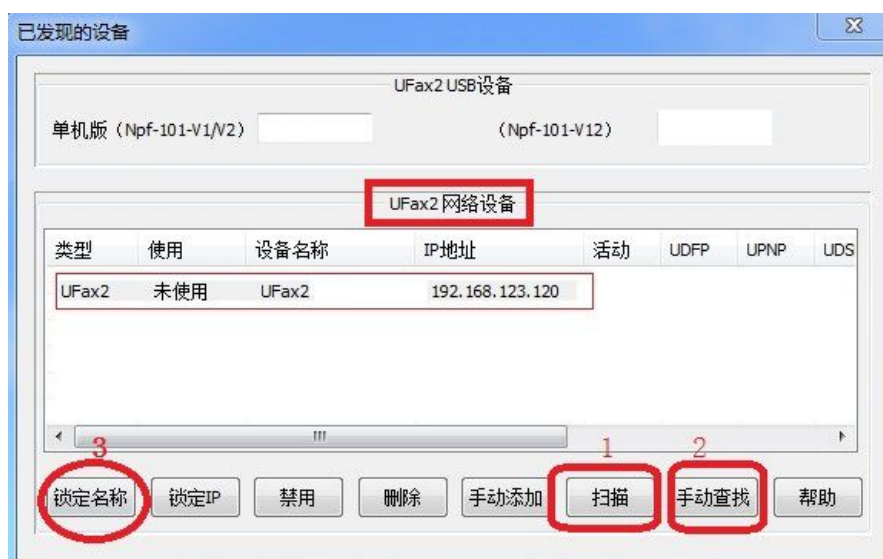 已发现的设备
UFax2 USB设备
单机版（Npf-101-V1/V2） （Npf-101-V12）
UFax2 网络设备
类型 使用 设备名称 IP地址 活动 UDFP UPNP UDS
UFax2 未使用 UFax2 192.168.123.120
3 1 2
锁定名称 锁定IP 禁用 删除 手动添加 扫描 手动查找 帮助